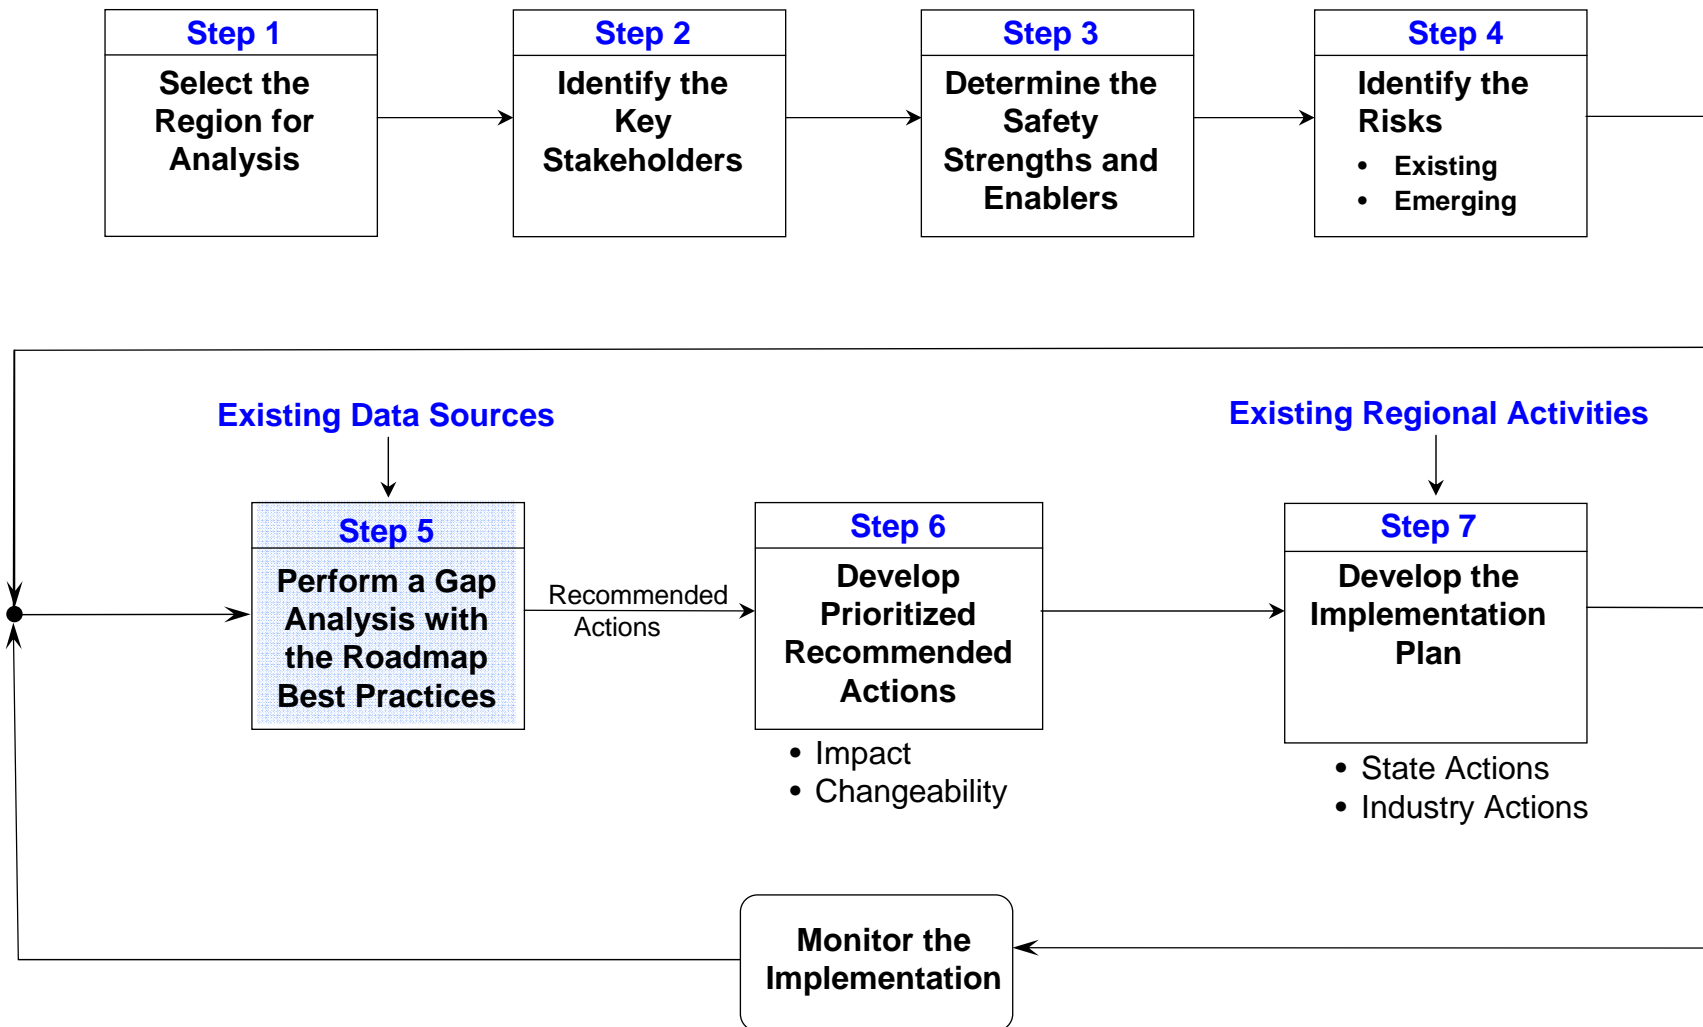 Step 1
Select the
Region for
Analysis
Step 2
Identify the
Key
Stakeholders
Step 3
Determine the
Safety
Strengths and
Enablers
Step 4
Identify the
Risks
• Existing
• Emerging
Existing Data Sources
Existing Regional Activities
Step 5
Perform a Gap
Analysis with
the Roadmap
Best Practices
Recommended
Actions
Step 6
Develop
Prioritized
Recommended
Actions
• Impact
• Changeability
Step 7
Develop the
Implementation
Plan
• State Actions
• Industry Actions
Monitor the
Implementation